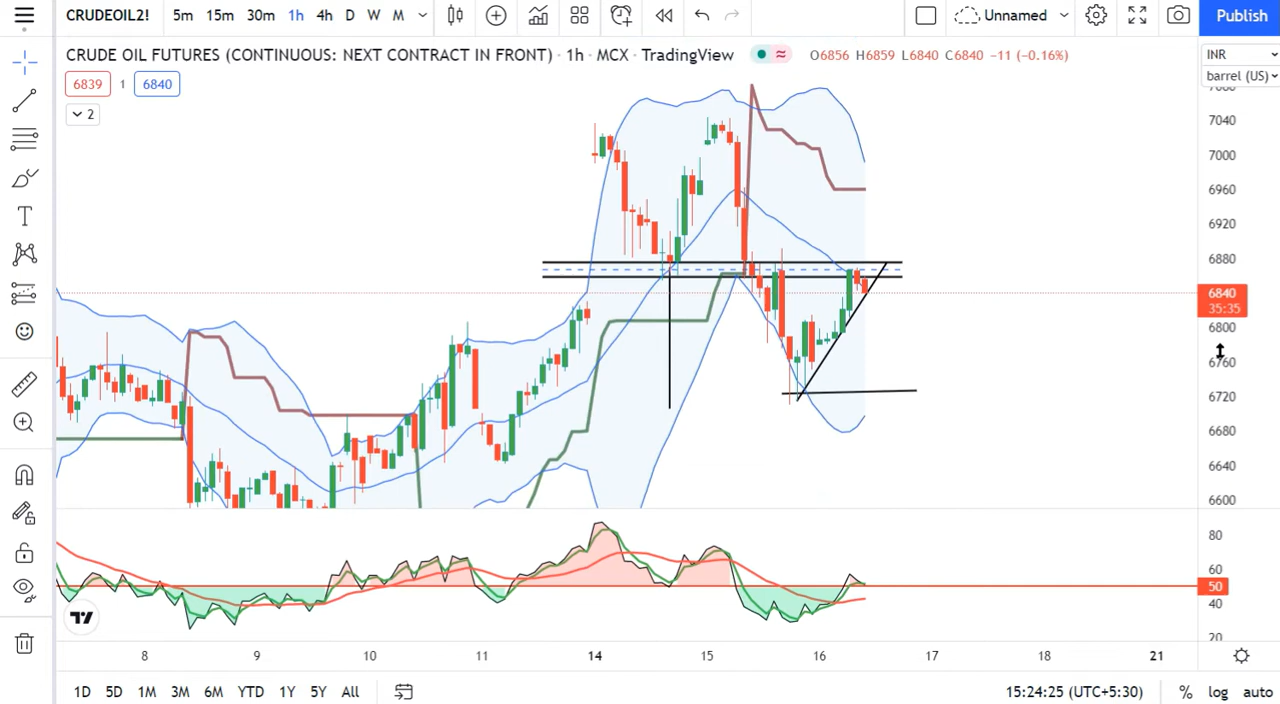 CRUDEOIL2! 5m 15m 30m 1h 4h D W M Unnamed Publish
CRUDE OIL FUTURES (CONTINUOUS: NEXT CONTRACT IN FRONT) · 1h · MCX · TradingView O6856 H6859 L6840 C6840 −11 (−0.16%)
INR
barrel (US)
6839 1 6840
2
7080
7040
7000
6960
6920
6880
6840
35:35
6800
6760
6720
6680
6640
6600
80
60
50
40
20
8 9 10 11 14 15 16 17 18 21
1D 5D 1M 3M 6M YTD 1Y 5Y All 15:24:25 (UTC+5:30) % log auto